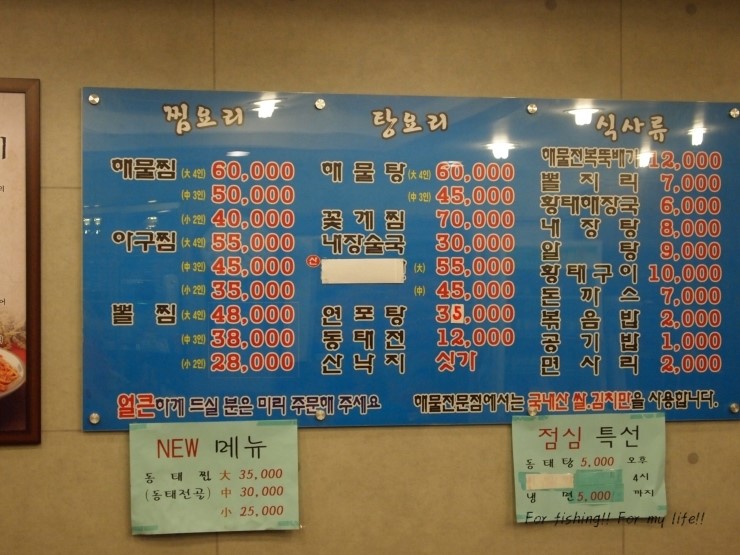 찜요리
해물찜 (大 4인) 60,000
(中 3인) 50,000
(小 2인) 40,000
아구찜 (大 4인) 55,000
(中 3인) 45,000
(小 2인) 35,000
뽈찜 (大 4인) 48,000
(中 3인) 38,000
(小 2인) 28,000
탕요리
해물탕 (大 4인) 60,000
(中 3인) 45,000
꽃게찜 70,000
내장술국 30,000
신 (大) 55,000
(中) 45,000
연포탕 35,000
동태전 12,000
산낙지 싯가
식사류
해물전복뚝배가 12,000
뽈지리 7,000
황태해장국 6,000
내장탕 8,000
알탕 9,000
황태구이 10,000
돈까스 7,000
볶음밥 2,000
공기밥 1,000
면사리 2,000
얼큰하게 드실 분은 미리 주문해 주세요
해물전문점에서는 국내산 쌀.김치만을 사용합니다.
NEW 메뉴
동태찜 大 35,000
(동태전골) 中 30,000
小 25,000
점심 특선
동태탕 5,000 오후
4시
냉면 5,000 까지
For fishing!! For my life!!